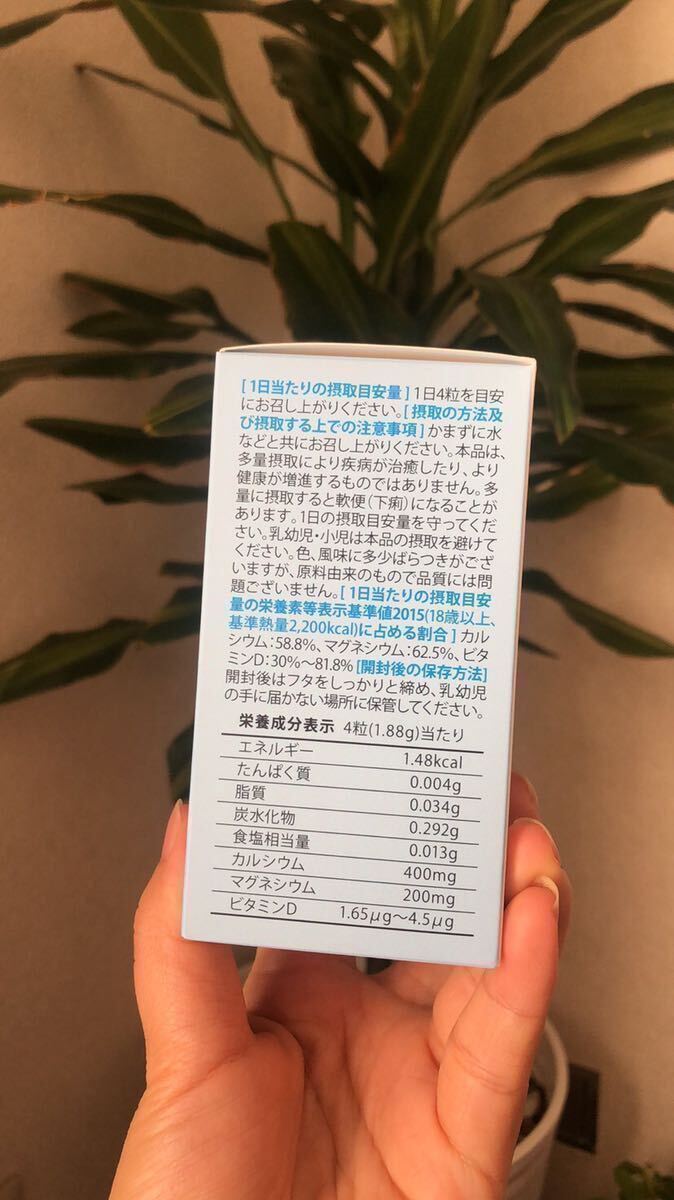 [1日当たりの摂取目安量] 1日4粒を目安
にお召し上がりください。[摂取の方法及
び摂取する上での注意事項] かまずに水
などと共にお召し上がりください。本品は、
多量摂取により疾病が治癒したり、より
健康が増進するものではありません。多
量に摂取すると軟便(下痢)になることが
あります。1日の摂取目安量を守ってくだ
さい。乳幼児・小児は本品の摂取を避けて
ください。色、風味に多少ばらつきがござ
いますが、原料由来のもので品質には問
題ございません。[1日当たりの摂取目安
量の栄養素等表示基準値2015(18歳以上、
基準熱量2,200kcal)に占める割合] カル
シウム:58.8%、マグネシウム:62.5%、ビタ
ミンD:30%~81.8% [開封後の保存方法]
開封後はフタをしっかりと締め、乳幼児
の手に届かない場所に保管してください。
栄養成分表示 4粒(1.88g)当たり
エネルギー 1.48kcal
たんぱく質 0.004g
脂質 0.034g
炭水化物 0.292g
食塩相当量 0.013g
カルシウム 400mg
マグネシウム 200mg
ビタミンD 1.65μg~4.5μg